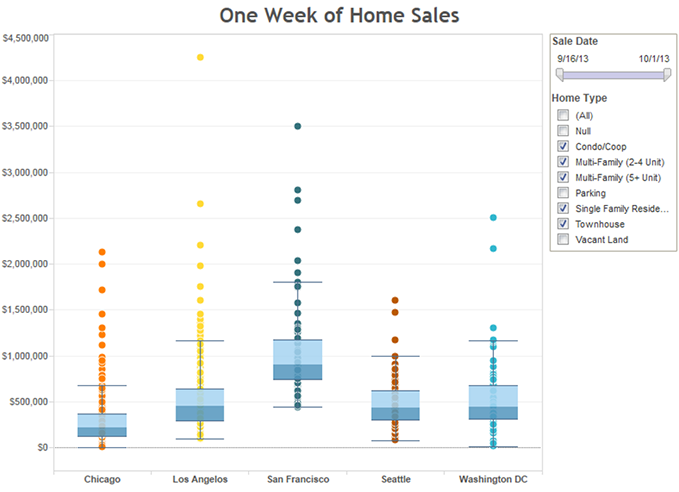 One Week of Home Sales
$4,500,000
$4,000,000
$3,500,000
$3,000,000
$2,500,000
$2,000,000
$1,500,000
$1,000,000
$500,000
$0
Chicago
Los Angelos
San Francisco
Seattle
Washington DC
Sale Date
9/16/13 10/1/13
Home Type
(All)
Null
Condo/Coop
Multi-Family (2-4 Unit)
Multi-Family (5+ Unit)
Parking
Single Family Reside...
Townhouse
Vacant Land